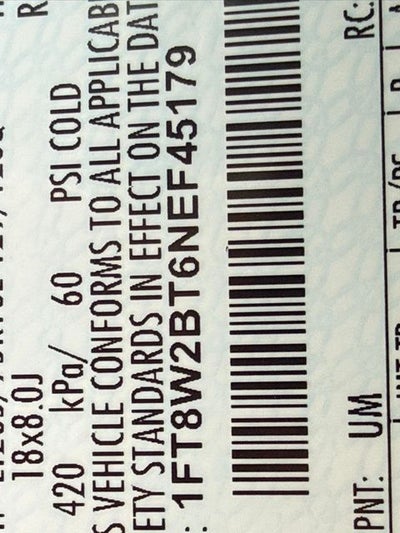 18x8.0J R
420 kPa/ 60 PSI COLD
S VEHICLE CONFORMS TO ALL APPLICAB
ETY STANDARDS IN EFFECT ON THE DAT
: 1FT8W2BT6NEF45179
PNT: UM RC: